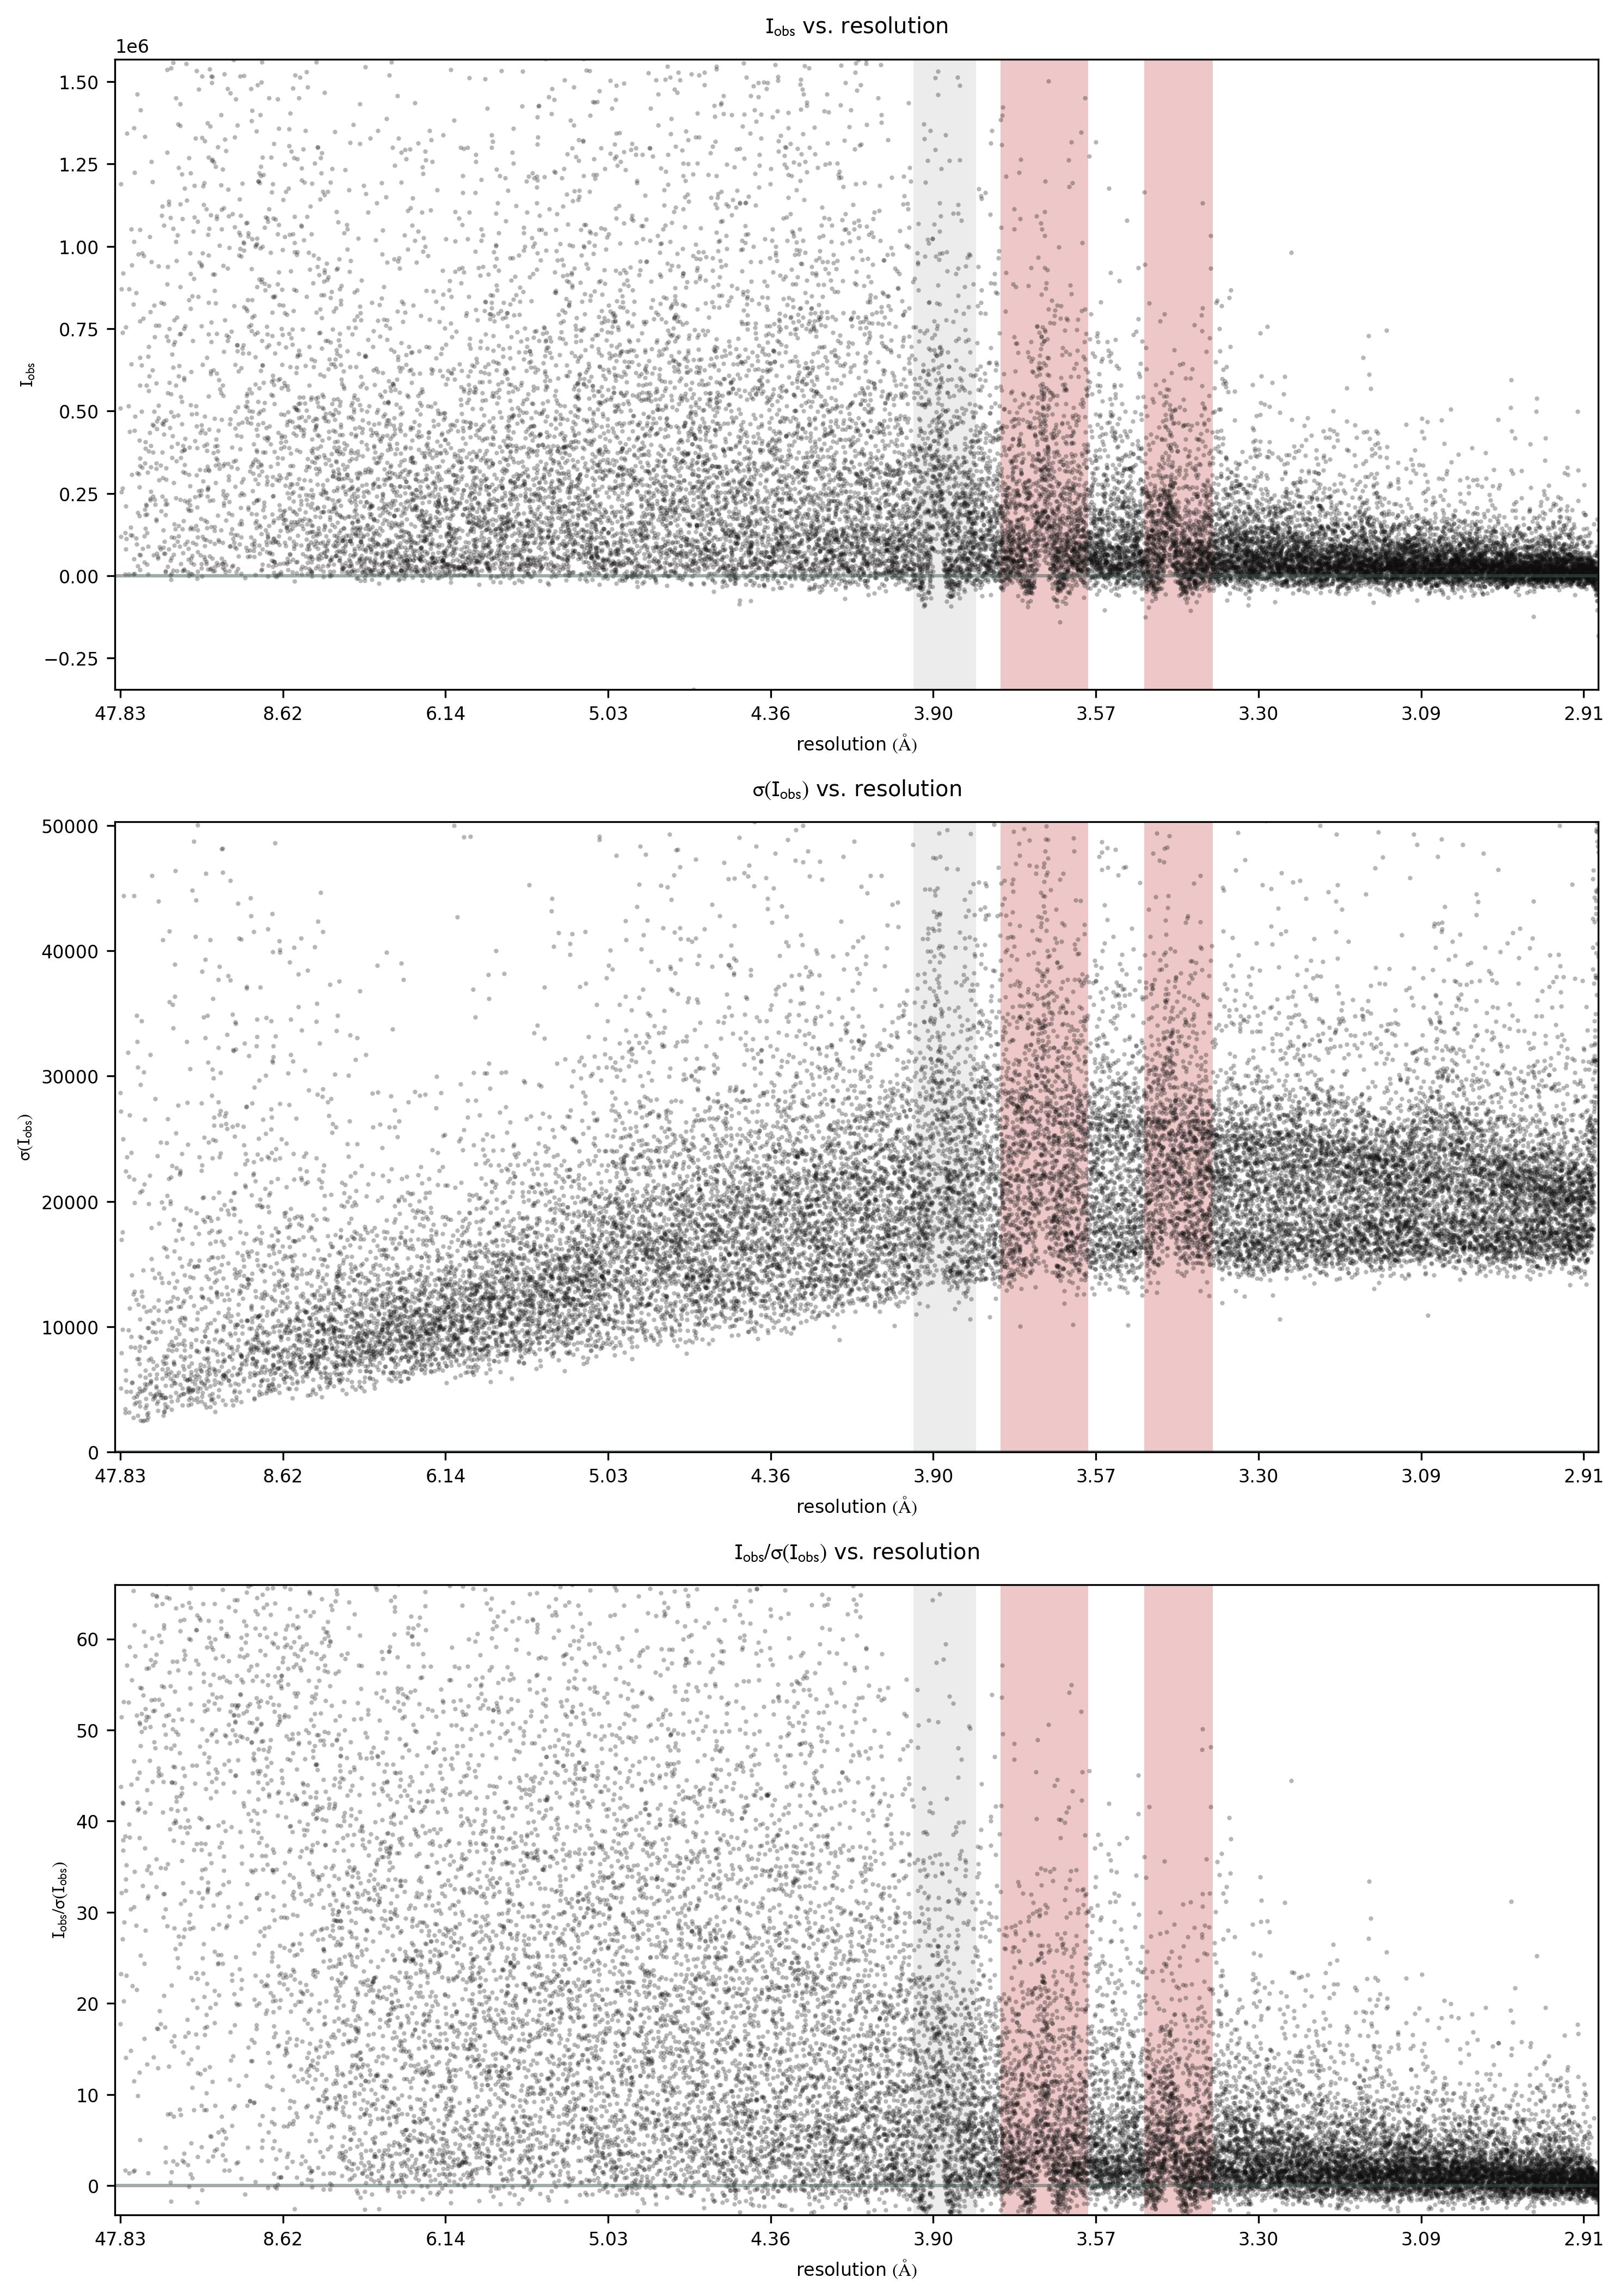 I_obs vs. resolution
1e6
1.50
1.25
1.00
0.75
0.50
0.25
0.00
−0.25
I_obs
47.83 8.62 6.14 5.03 4.36 3.90 3.57 3.30 3.09 2.91
resolution (Å)
σ(I_obs) vs. resolution
50000
40000
30000
20000
10000
0
σ(I_obs)
47.83 8.62 6.14 5.03 4.36 3.90 3.57 3.30 3.09 2.91
resolution (Å)
I_obs/σ(I_obs) vs. resolution
60
50
40
30
20
10
0
I_obs/σ(I_obs)
47.83 8.62 6.14 5.03 4.36 3.90 3.57 3.30 3.09 2.91
resolution (Å)